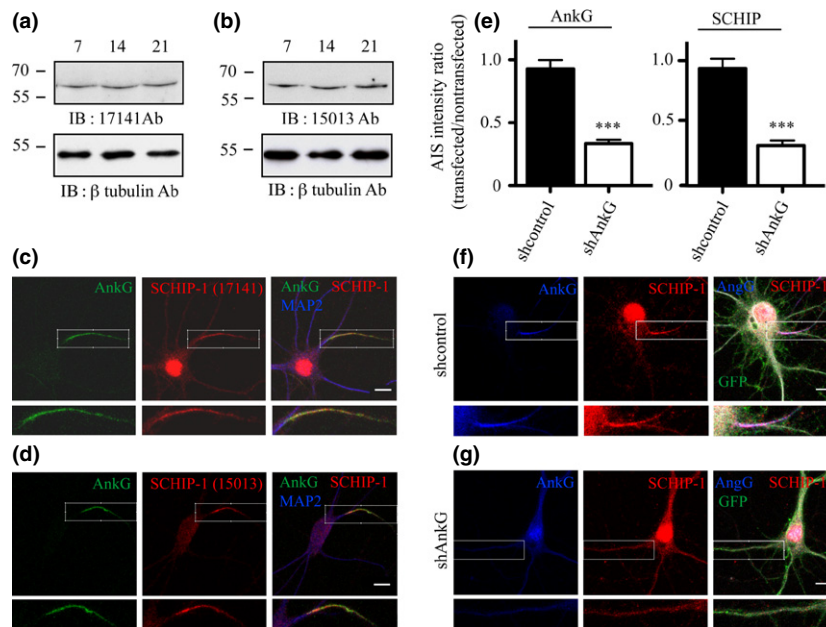 (a)
7 14 21
70
55
IB : 17141Ab
55
IB : β tubulin Ab
(b)
7 14 21
70
55
IB : 15013 Ab
55
IB : β tubulin Ab
(e)
AnkG
SCHIP
AIS intensity ratio
(transfected/nontransfected)
1.0
0.5
0
***
shcontrol
shAnkG
1.0
0.5
0
***
shcontrol
shAnkG
(c)
AnkG
SCHIP-1 (17141)
AnkG SCHIP-1
MAP2
(d)
AnkG
SCHIP-1 (15013)
AnkG SCHIP-1
MAP2
(f)
shcontrol
AnkG
SCHIP-1
AngG SCHIP-1
GFP
(g)
shAnkG
AnkG
SCHIP-1
AngG SCHIP-1
GFP